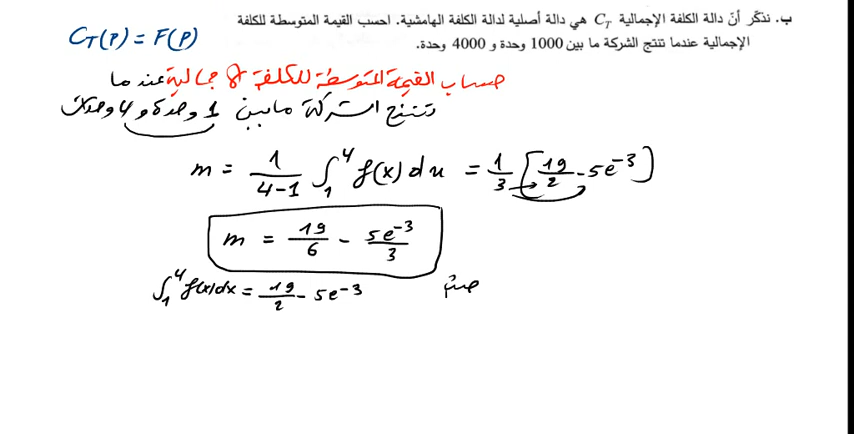 ب. نذكّر أنّ دالة الكلفة الإجمالية C_T هي دالة أصلية لدالة الكلفة الهامشية. احسب القيمة المتوسطة للكلفة
الإجمالية عندما تنتج الشركة ما بين 1000 وحدة و 4000 وحدة.
C_T(P) = F(P)
حساب القيمة المتوسطة للكلفة الإجمالية عندما
تنتج الشركة مابين 1 وحدة و 4 وحدات
m = 1/(4-1) ∫₁⁴ f(x) dx = 1/3 [19/2 - 5e⁻³]
m = 19/6 - 5e⁻³/3
∫₁⁴ f(x)dx = 19/2 - 5e⁻³